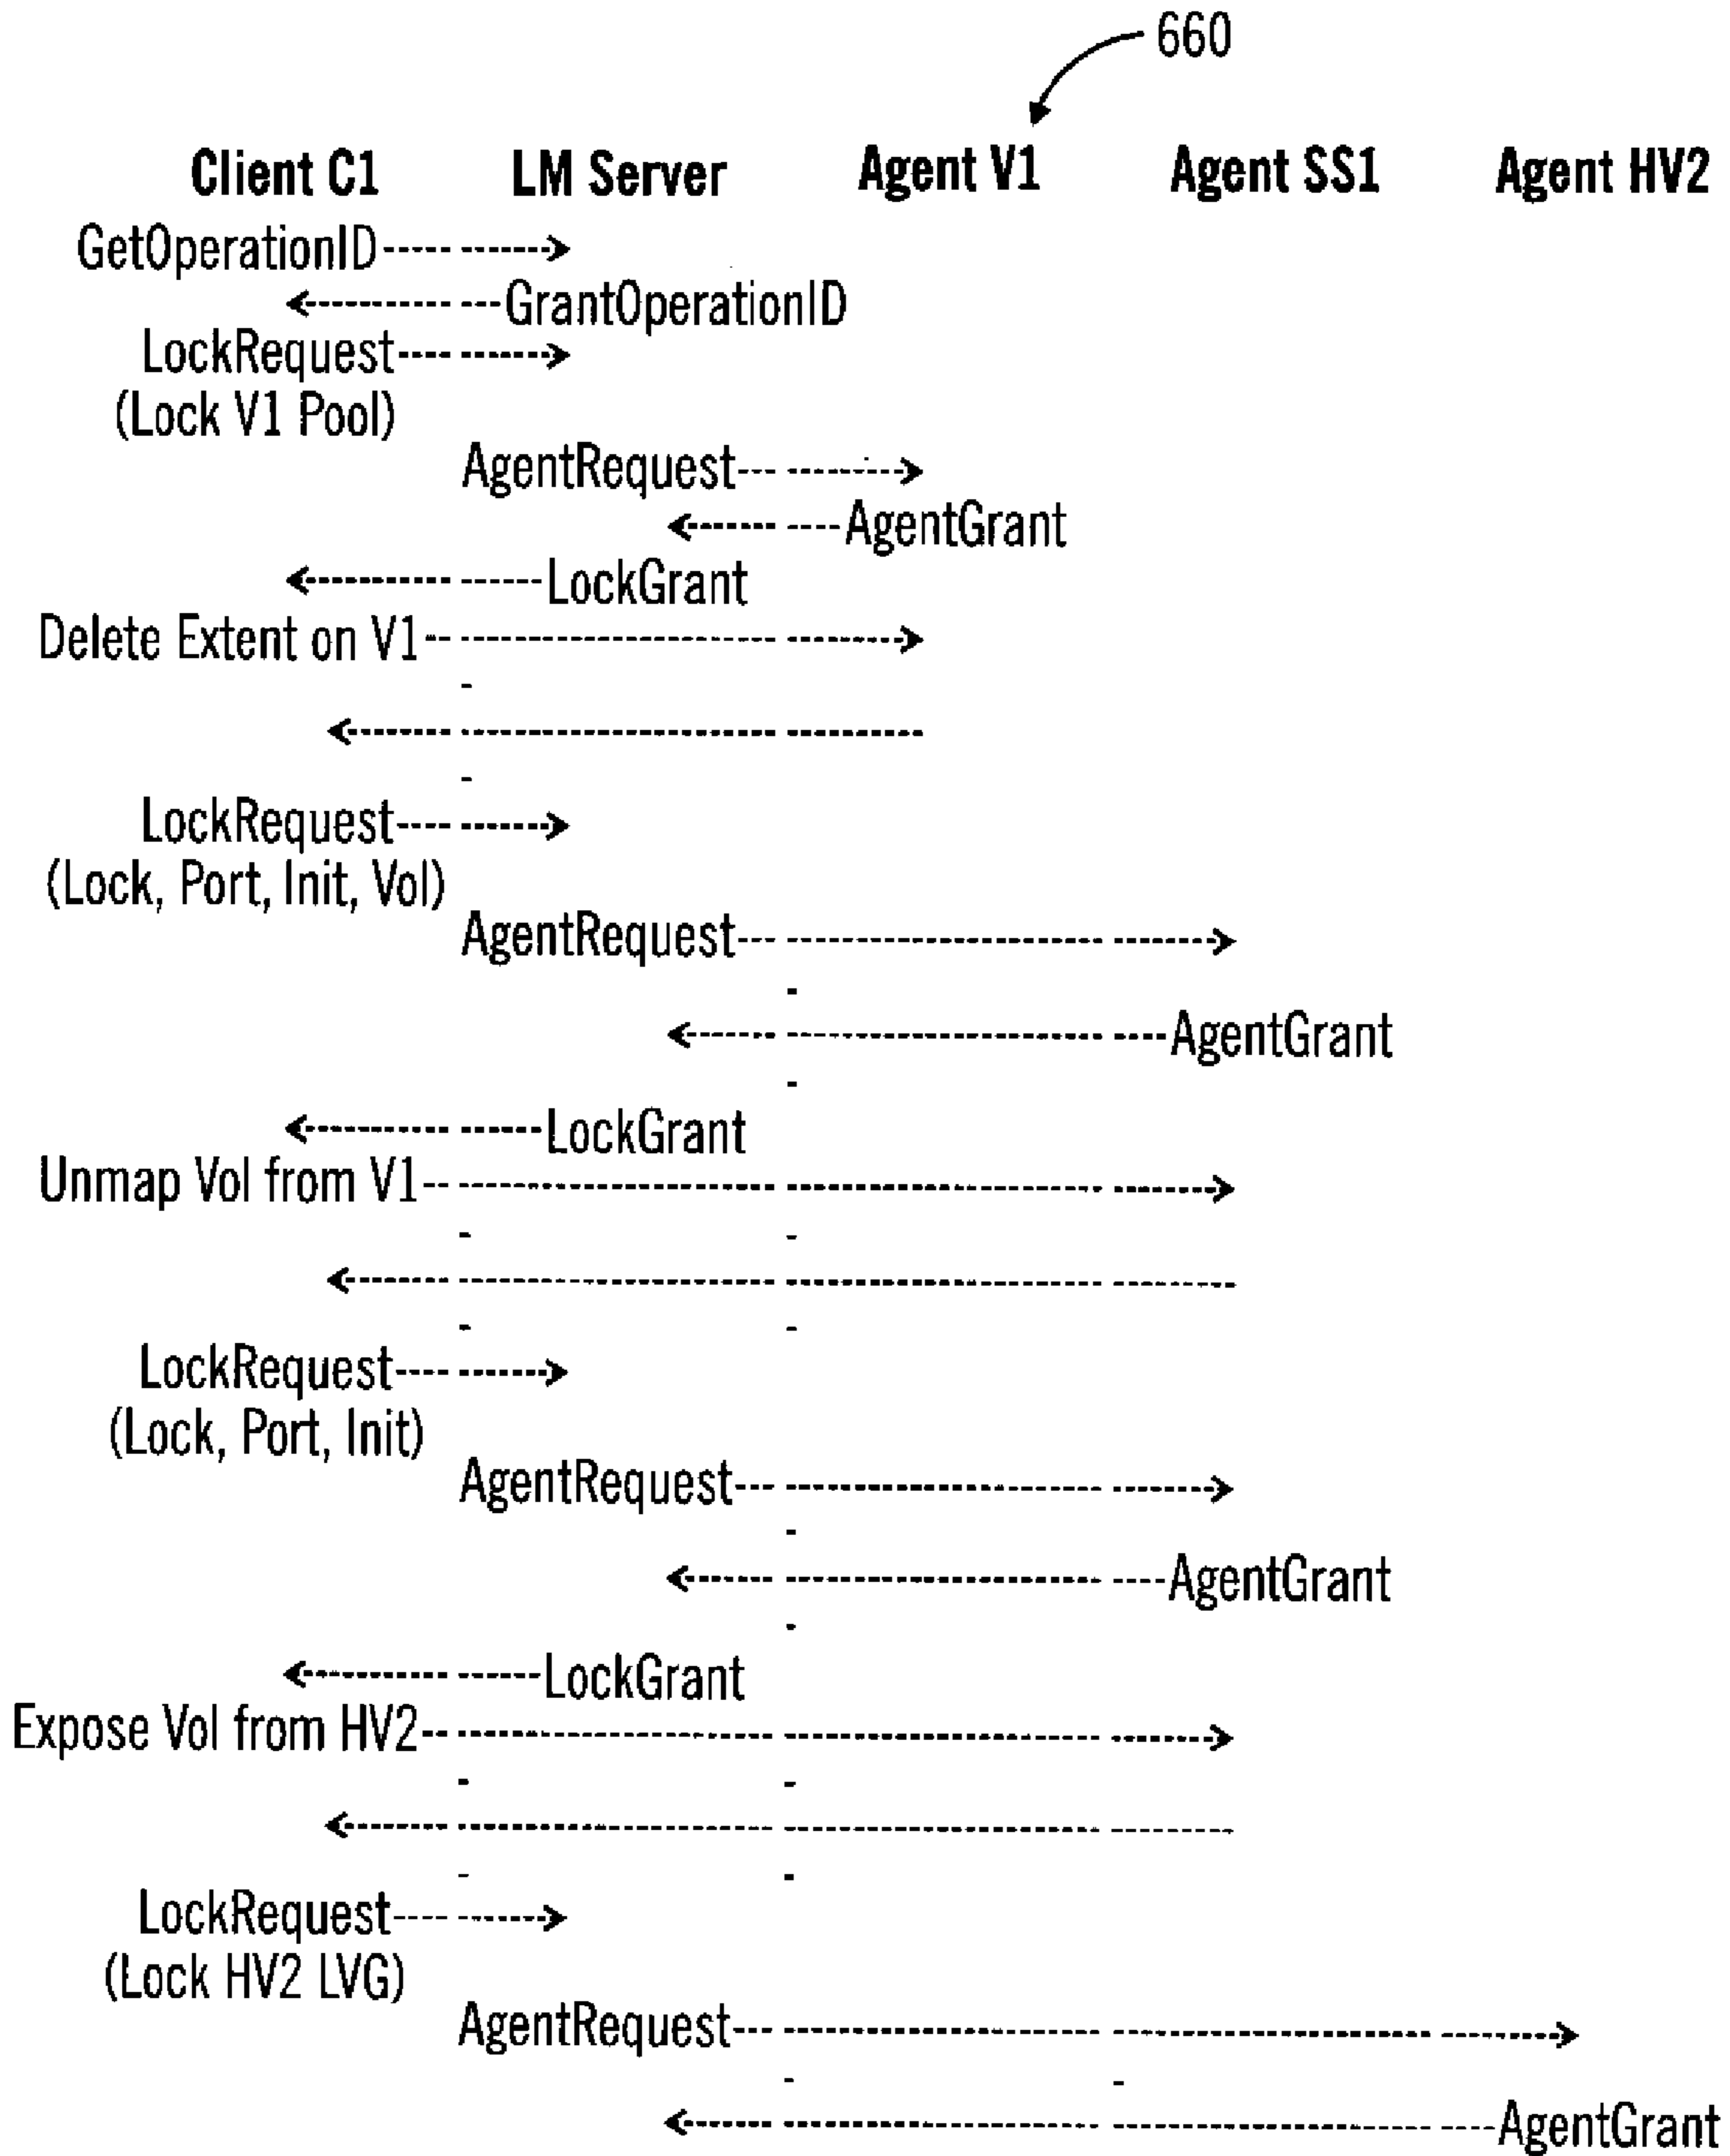 660
Client C1 LM Server Agent V1 Agent SS1 Agent HV2
GetOperationID
GrantOperationID
LockRequest
(Lock V1 Pool)
AgentRequest
AgentGrant
LockGrant
Delete Extent on V1
LockRequest
(Lock, Port, Init, Vol)
AgentRequest
AgentGrant
LockGrant
Unmap Vol from V1
LockRequest
(Lock, Port, Init)
AgentRequest
AgentGrant
LockGrant
Expose Vol from HV2
LockRequest
(Lock HV2 LVG)
AgentRequest
AgentGrant